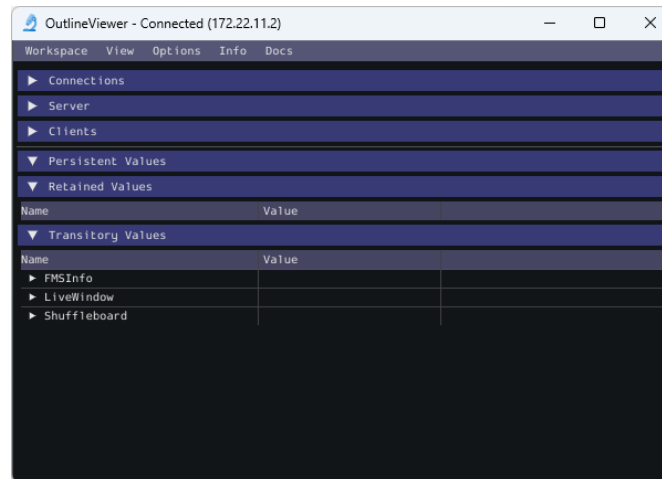 OutlineViewer - Connected (172.22.11.2)
Workspace View Options Info Docs
Connections
Server
Clients
Persistent Values
Retained Values
Name Value
Transitory Values
Name Value
FMSInfo
LiveWindow
Shuffleboard